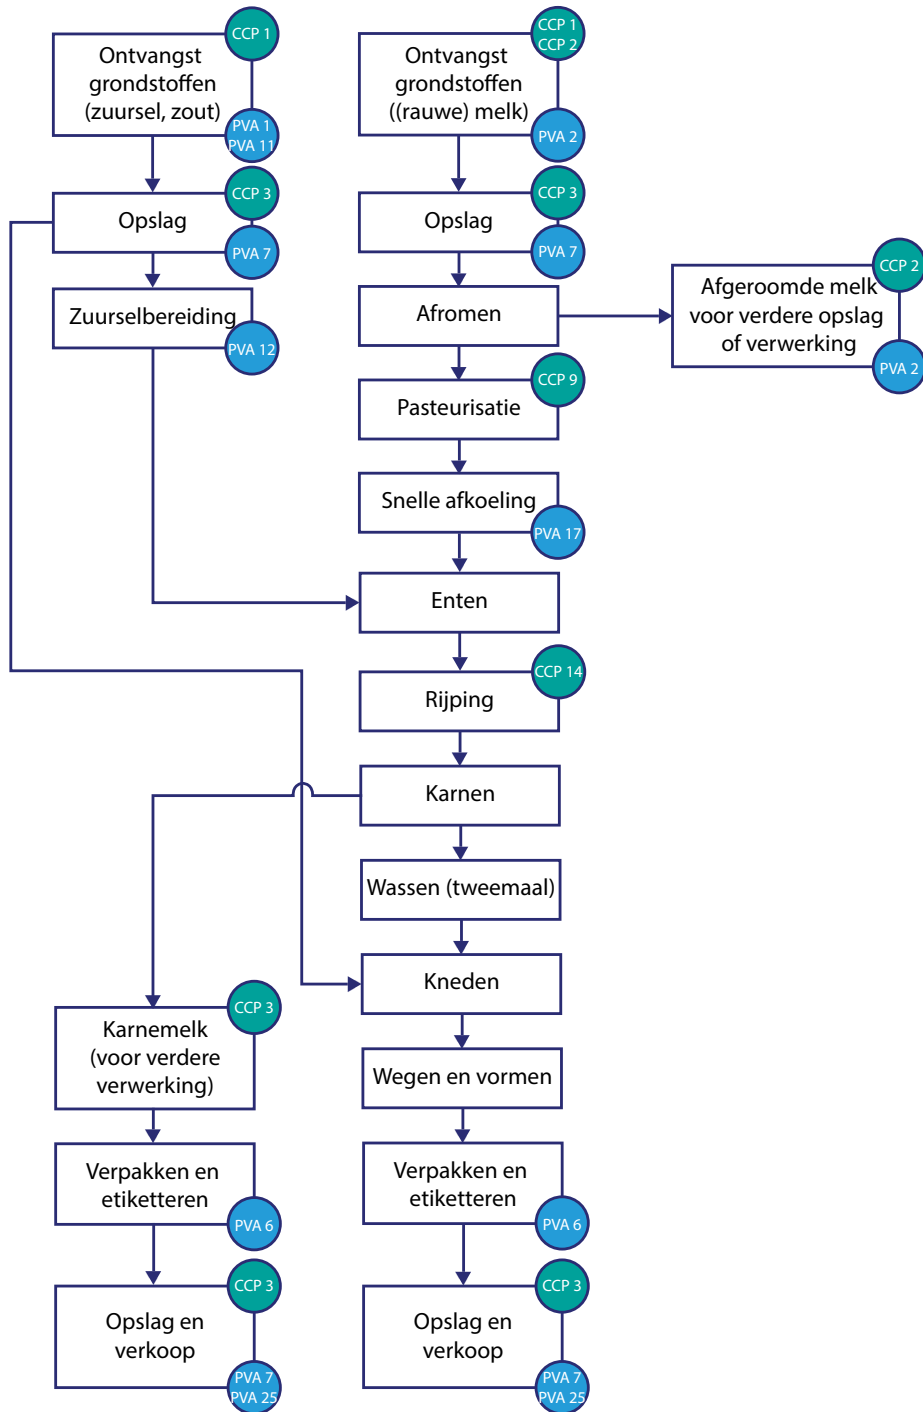 CCP 1
Ontvangst
grondstoffen
(zuursel, zout)
PVA 1
PVA 11
CCP 1
CCP 2
Ontvangst
grondstoffen
((rauwe) melk)
PVA 2
CCP 3
Opslag
PVA 7
CCP 3
Opslag
PVA 7
Zuurselbereiding
PVA 12
Afromen
CCP 2
Afgeroomde melk
voor verdere opslag
of verwerking
PVA 2
CCP 9
Pasteurisatie
Snelle afkoeling
PVA 17
Enten
CCP 14
Rijping
Karnen
Wassen (tweemaal)
Kneden
CCP 3
Karnemelk
(voor verdere
verwerking)
Wegen en vormen
Verpakken en
etiketteren
PVA 6
Verpakken en
etiketteren
PVA 6
CCP 3
Opslag en
verkoop
PVA 7
PVA 25
CCP 3
Opslag en
verkoop
PVA 7
PVA 25